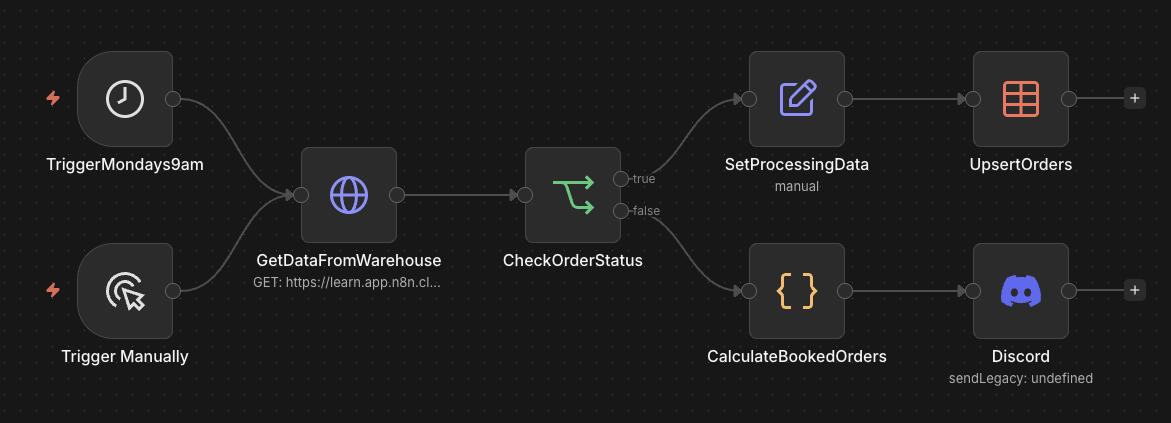 TriggerMondays9am
Trigger Manually
GetDataFromWarehouse
GET: https://learn.app.n8n.cl...
CheckOrderStatus
true
false
SetProcessingData
manual
UpsertOrders
CalculateBookedOrders
Discord
sendLegacy: undefined